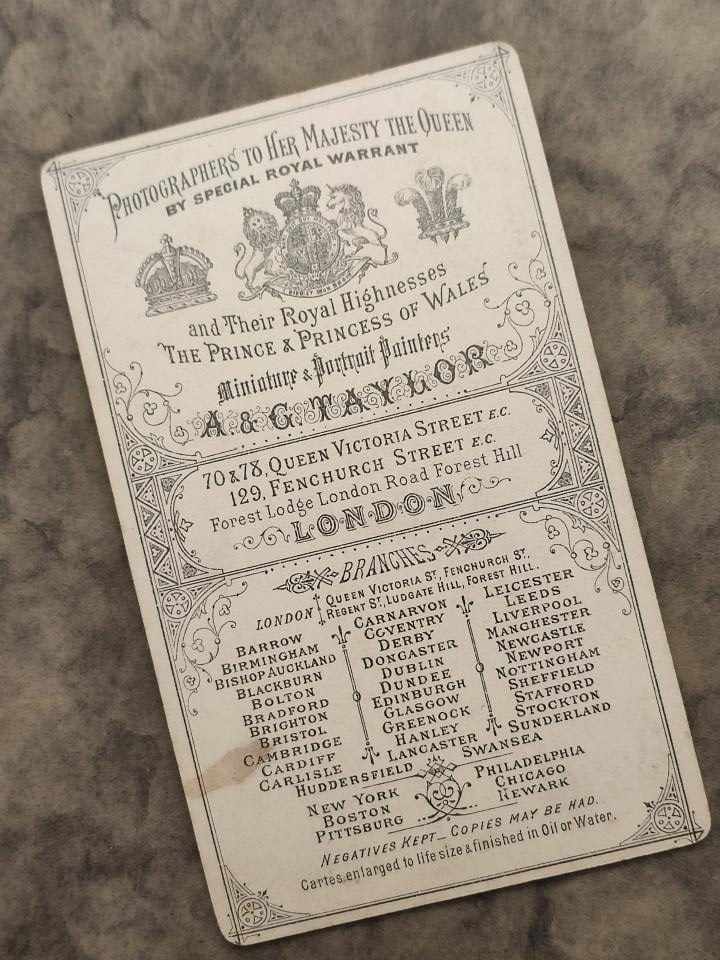 PHOTOGRAPHERS TO HER MAJESTY THE QUEEN
BY SPECIAL ROYAL WARRANT
and Their Royal Highnesses
THE PRINCE & PRINCESS OF WALES
Miniature & Portrait Painters
A. & G. TAYLOR
70 & 78, QUEEN VICTORIA STREET E.C.
129, FENCHURCH STREET E.C.
Forest Lodge London Road Forest Hill
LONDON
BRANCHES
LONDON QUEEN VICTORIA ST, FENCHURCH ST,
REGENT ST, LUDGATE HILL, FOREST HILL.
BARROW
BIRMINGHAM
BISHOP AUCKLAND
BLACKBURN
BOLTON
BRADFORD
BRIGHTON
BRISTOL
CAMBRIDGE
CARDIFF
CARLISLE
CARNARVON
COVENTRY
DERBY
DONCASTER
DUBLIN
DUNDEE
EDINBURGH
GLASGOW
GREENOCK
HANLEY
LANCASTER
LEICESTER
LEEDS
LIVERPOOL
MANCHESTER
NEWCASTLE
NEWPORT
NOTTINGHAM
SHEFFIELD
STAFFORD
STOCKTON
SUNDERLAND
HUDDERSFIELD SWANSEA
NEW YORK
BOSTON
PITTSBURG
PHILADELPHIA
CHICAGO
NEWARK
NEGATIVES KEPT _ COPIES MAY BE HAD.
Cartes enlarged to life size & finished in Oil or Water.